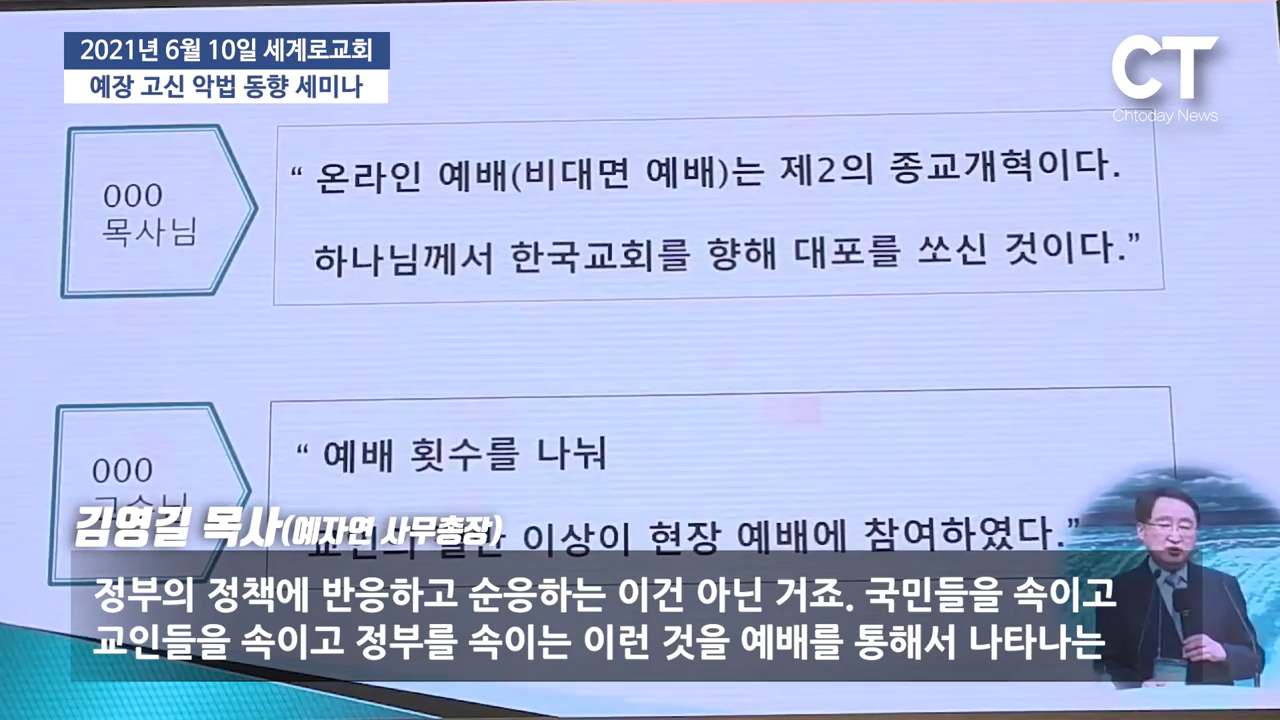 2021년 6월 10일 세계로교회
예장 고신 악법 동향 세미나
CT
Chtoday News
000
목사님
“ 온라인 예배(비대면 예배)는 제2의 종교개혁이다.
하나님께서 한국교회를 향해 대포를 쏘신 것이다.”
000
“ 예배 횟수를 나눠
이상이 현장 예배에 참여하였다.”
김영길 목사(예자연 사무총장)
정부의 정책에 반응하고 순응하는 이건 아닌 거죠. 국민들을 속이고
교인들을 속이고 정부를 속이는 이런 것을 예배를 통해서 나타나는